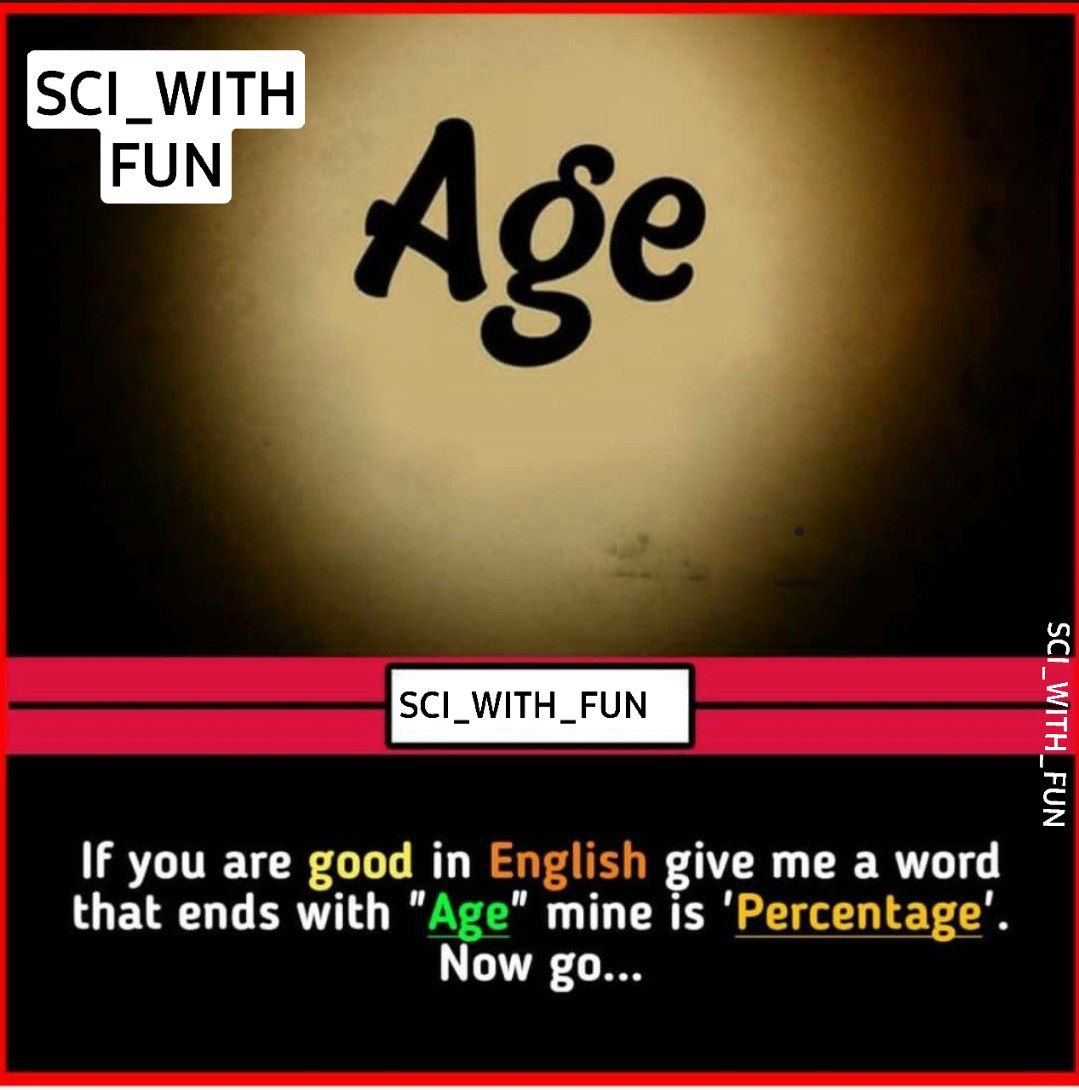 SCI_WITH
FUN
Age
SCI_WITH_FUN
SCI_WITH_FUN
If you are good in English give me a word
that ends with "Age" mine is 'Percentage'.
Now go...